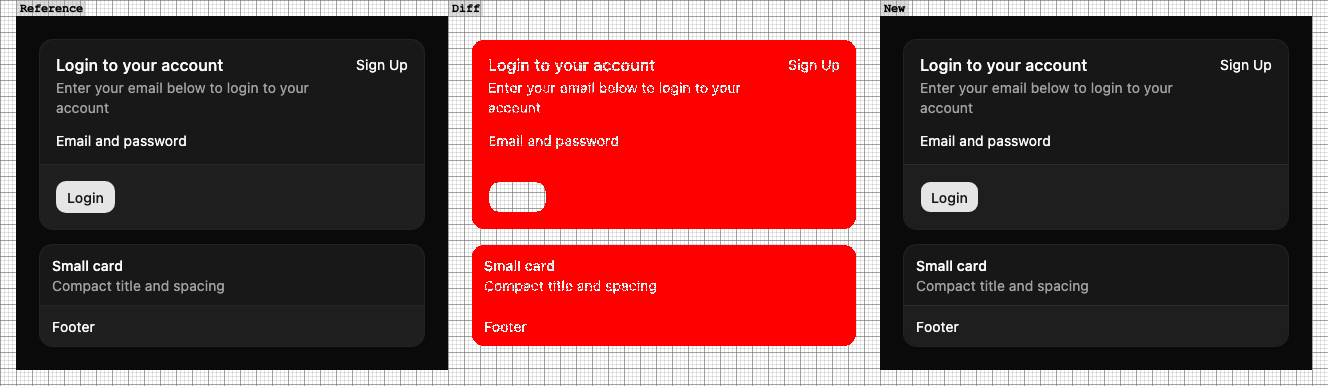 Reference
Diff
New
Login to your account
Sign Up
Enter your email below to login to your
account
Email and password
Login
Small card
Compact title and spacing
Footer
Login to your account
Sign Up
Enter your email below to login to your
account
Email and password
Small card
Compact title and spacing
Footer
Login to your account
Sign Up
Enter your email below to login to your
account
Email and password
Login
Small card
Compact title and spacing
Footer